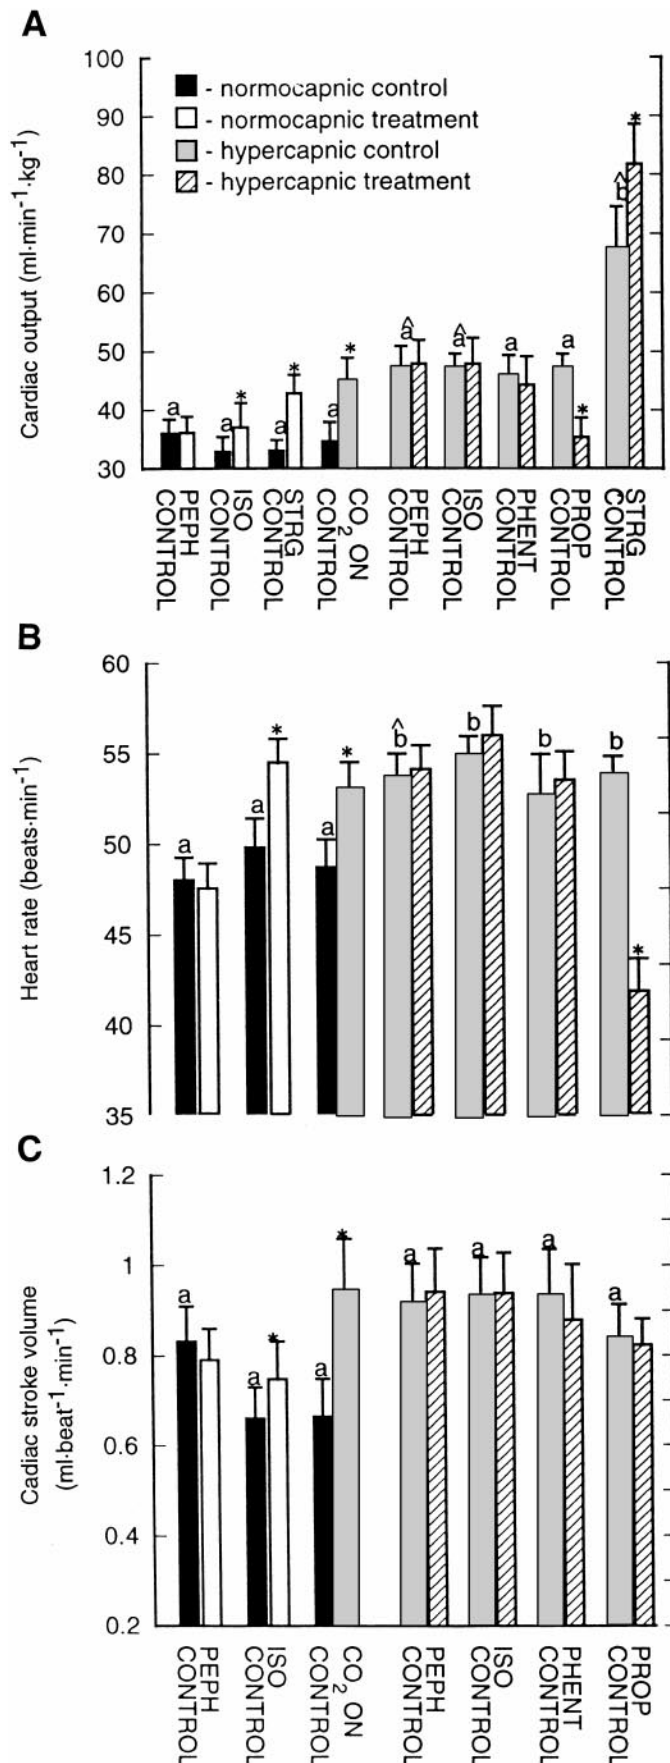 A
100
90
80
70
60
50
40
30
Cardiac output (ml·min-1·kg-1)
- normocapnic control
- normocapnic treatment
- hypercapnic control
- hypercapnic treatment
a
a
*
a
*
a
*
^
a
^
a
a
a
*
^
b
*
PEPH
CONTROL
ISO
CONTROL
STRG
CONTROL
CO2 ON
CONTROL
PEPH
CONTROL
ISO
CONTROL
PHENT
CONTROL
PROP
CONTROL
STRG
CONTROL
B
60
55
50
45
40
35
Heart rate (beats·min-1)
a
a
*
a
*
^
b
b
b
b
*
C
1.2
1
0.8
0.6
0.4
0.2
Cadiac stroke volume
(ml·beat-1·min-1)
a
a
*
a
*
a
a
a
a
PEPH
CONTROL
ISO
CONTROL
CO2 ON
CONTROL
PEPH
CONTROL
ISO
CONTROL
PHENT
CONTROL
PROP
CONTROL